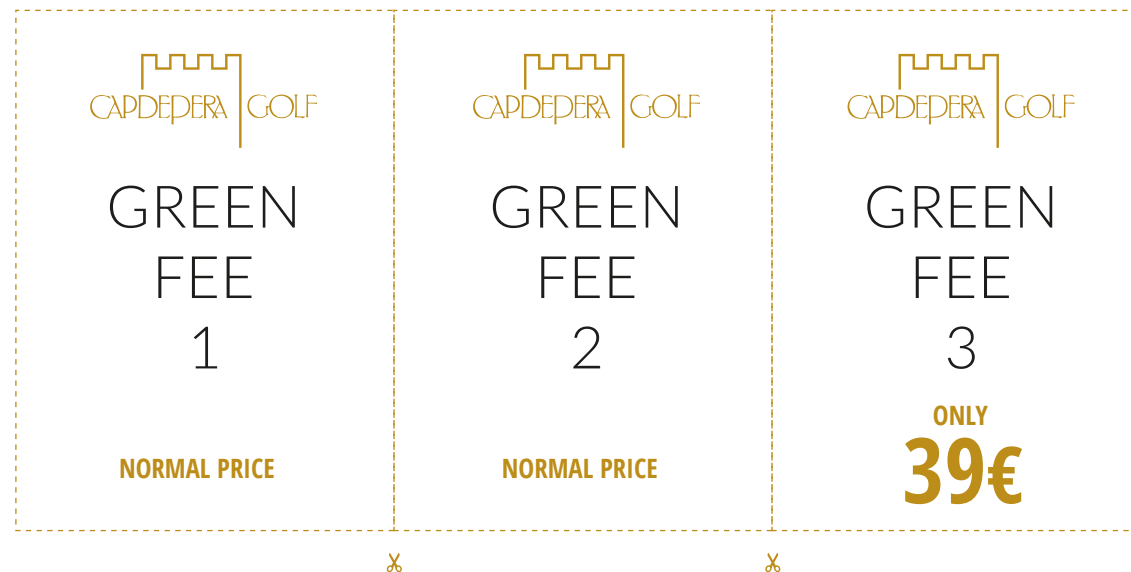 CAPDEPERA GOLF
GREEN
FEE
1
NORMAL PRICE
CAPDEPERA GOLF
GREEN
FEE
2
NORMAL PRICE
CAPDEPERA GOLF
GREEN
FEE
3
ONLY
39€